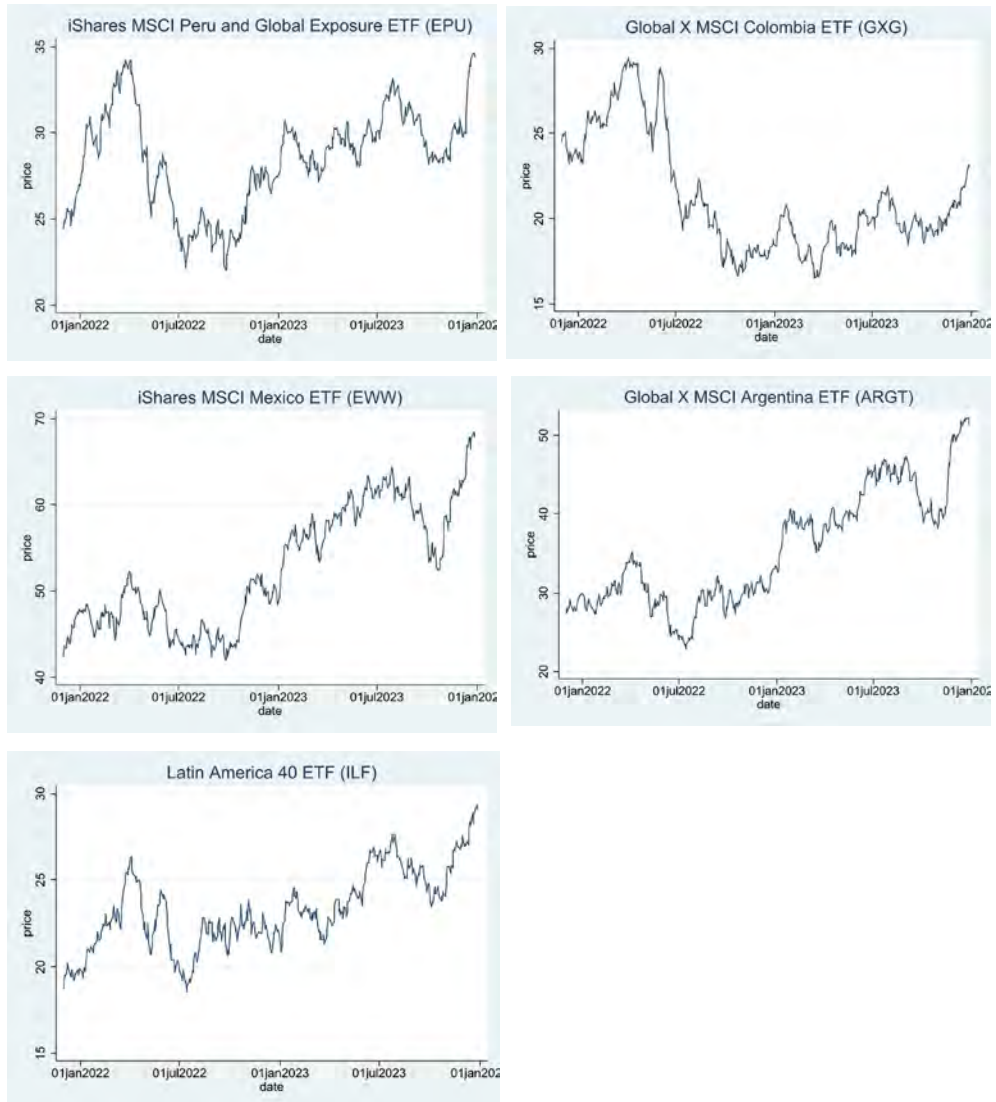 iShares MSCI Peru and Global Exposure ETF (EPU)
35
30
25
20
price
01jan2022 01jul2022 01jan2023 01jul2023 01jan202
date
Global X MSCI Colombia ETF (GXG)
30
25
20
15
price
01jan2022 01jul2022 01jan2023 01jul2023 01jan202
date
iShares MSCI Mexico ETF (EWW)
70
60
50
40
price
01jan2022 01jul2022 01jan2023 01jul2023 01jan202
date
Global X MSCI Argentina ETF (ARGT)
50
40
30
20
price
01jan2022 01jul2022 01jan2023 01jul2023 01jan202
date
Latin America 40 ETF (ILF)
30
25
20
15
price
01jan2022 01jul2022 01jan2023 01jul2023 01jan202
date